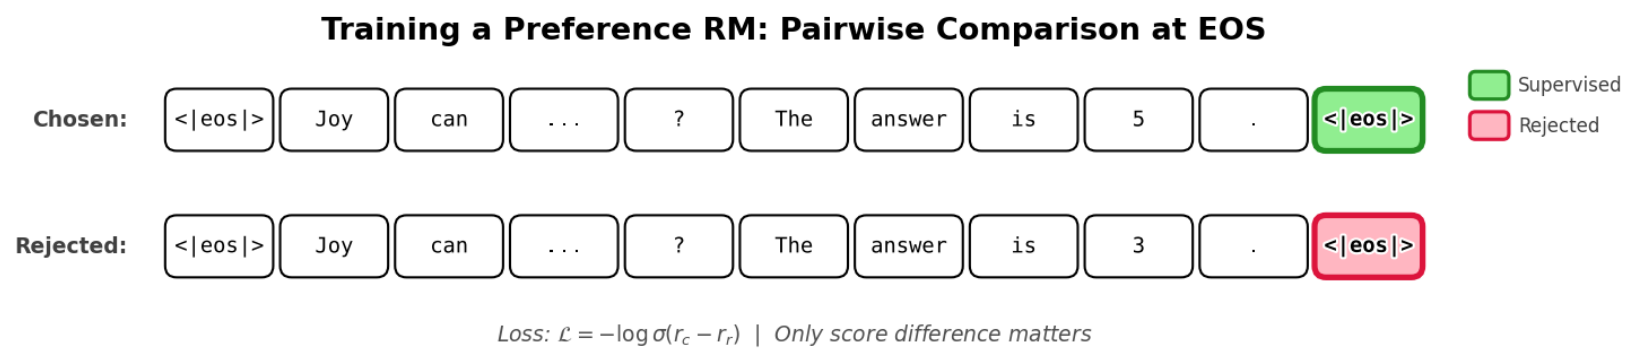 Training a Preference RM: Pairwise Comparison at EOS
Chosen: <|eos|> Joy can ... ? The answer is 5 . <|eos|>
Supervised
Rejected
Rejected: <|eos|> Joy can ... ? The answer is 3 . <|eos|>
Loss: ℒ = −log σ(r_c − r_r) | Only score difference matters